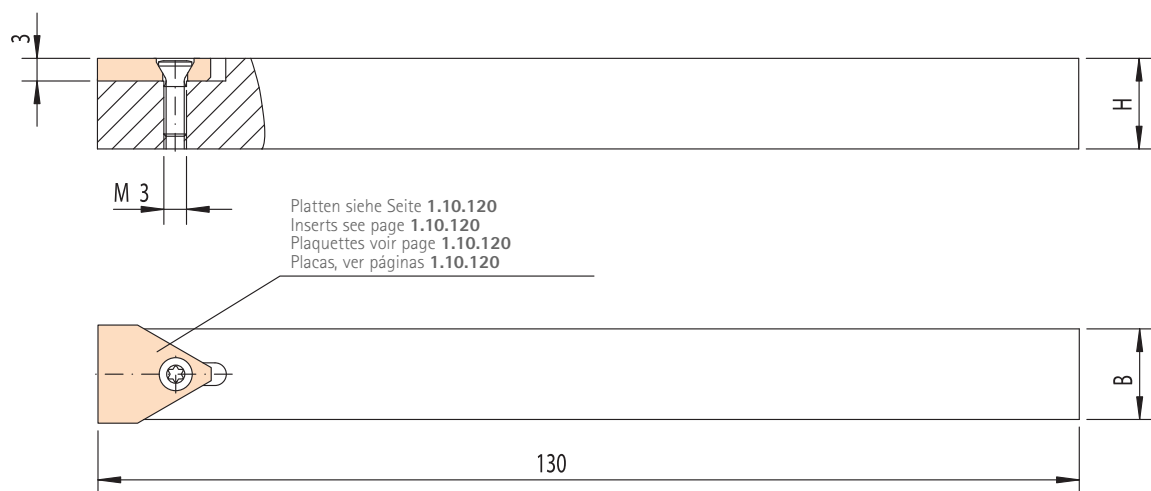 3
H
M 3
Platten siehe Seite 1.10.120
Inserts see page 1.10.120
Plaquettes voir page 1.10.120
Placas, ver páginas 1.10.120
B
130